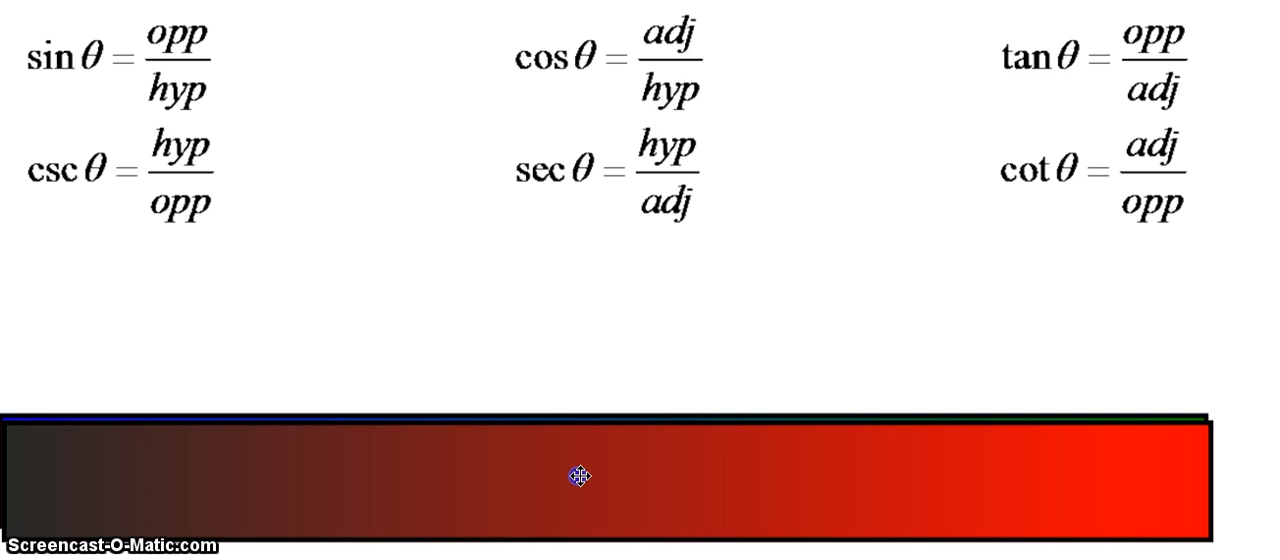 sin θ = opp/hyp cos θ = adj/hyp tan θ = opp/adj
csc θ = hyp/opp sec θ = hyp/adj cot θ = adj/opp
Screencast-O-Matic.com